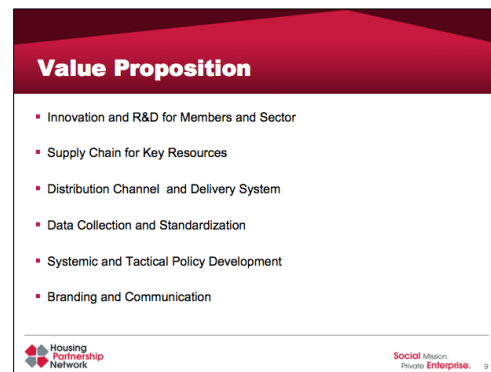 Value Proposition
Innovation and R&D for Members and Sector
Supply Chain for Key Resources
Distribution Channel and Delivery System
Data Collection and Standardization
Systemic and Tactical Policy Development
Branding and Communication
Housing
Partnership
Network
Social Mission.
Private Enterprise.
9